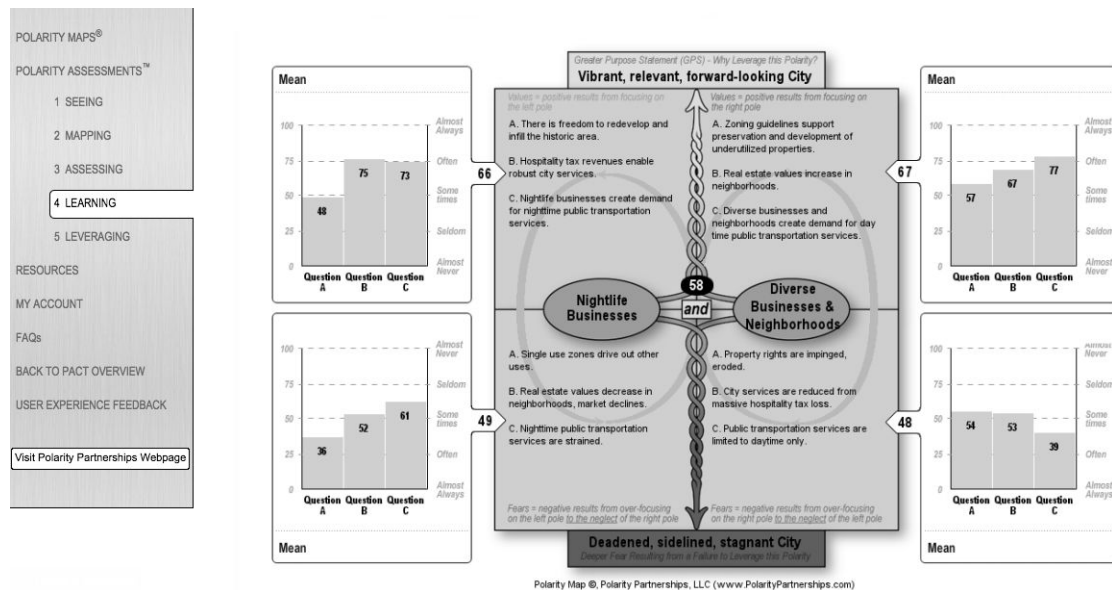 POLARITY MAPS®
POLARITY ASSESSMENTS™
1 SEEING
2 MAPPING
3 ASSESSING
4 LEARNING
5 LEVERAGING
RESOURCES
MY ACCOUNT
FAQs
BACK TO PACT OVERVIEW
USER EXPERIENCE FEEDBACK
Visit Polarity Partnerships Webpage
Mean
100
75
50
25
0
48
75
73
Almost
Always
Often
Some
times
Seldom
Almost
Never
Question Question Question
A B C
66
Mean
100
75
50
25
0
36
52
61
Almost
Never
Seldom
Some
times
Often
Almost
Always
Question Question Question
A B C
49
Greater Purpose Statement (GPS) - Why Leverage this Polarity?
Vibrant, relevant, forward-looking City
Values = positive results from focusing on
the left pole
A. There is freedom to redevelop and
infill the historic area.
B. Hospitality tax revenues enable
robust city services.
C. Nightlife businesses create demand
for nighttime public transportation
services.
Values = positive results from focusing on
the right pole
A. Zoning guidelines support
preservation and development of
underutilized properties.
B. Real estate values increase in
neighborhoods.
C. Diverse businesses and
neighborhoods create demand for day
time public transportation services.
58
Nightlife
Businesses
and
Diverse
Businesses &
Neighborhoods
A. Single use zones drive out other
uses.
B. Real estate values decrease in
neighborhoods, market declines.
C. Nighttime public transportation
services are strained.
Fears = negative results from over-focusing
on the left pole to the neglect of the right pole
A. Property rights are impinged,
eroded.
B. City services are reduced from
massive hospitality tax loss.
C. Public transportation services are
limited to daytime only.
Fears = negative results from over-focusing
on the right pole to the neglect of the left pole
Deadened, sidelined, stagnant City
Deeper Fear Resulting from a Failure to Leverage this Polarity
Polarity Map ®, Polarity Partnerships, LLC (www.PolarityPartnerships.com)
67
Mean
100
75
50
25
0
57
67
77
Almost
Always
Often
Some
times
Seldom
Almost
Never
Question Question Question
A B C
48
100
75
50
25
0
54
53
39
Almost
Never
Seldom
Some
times
Often
Almost
Always
Question Question Question
A B C
Mean